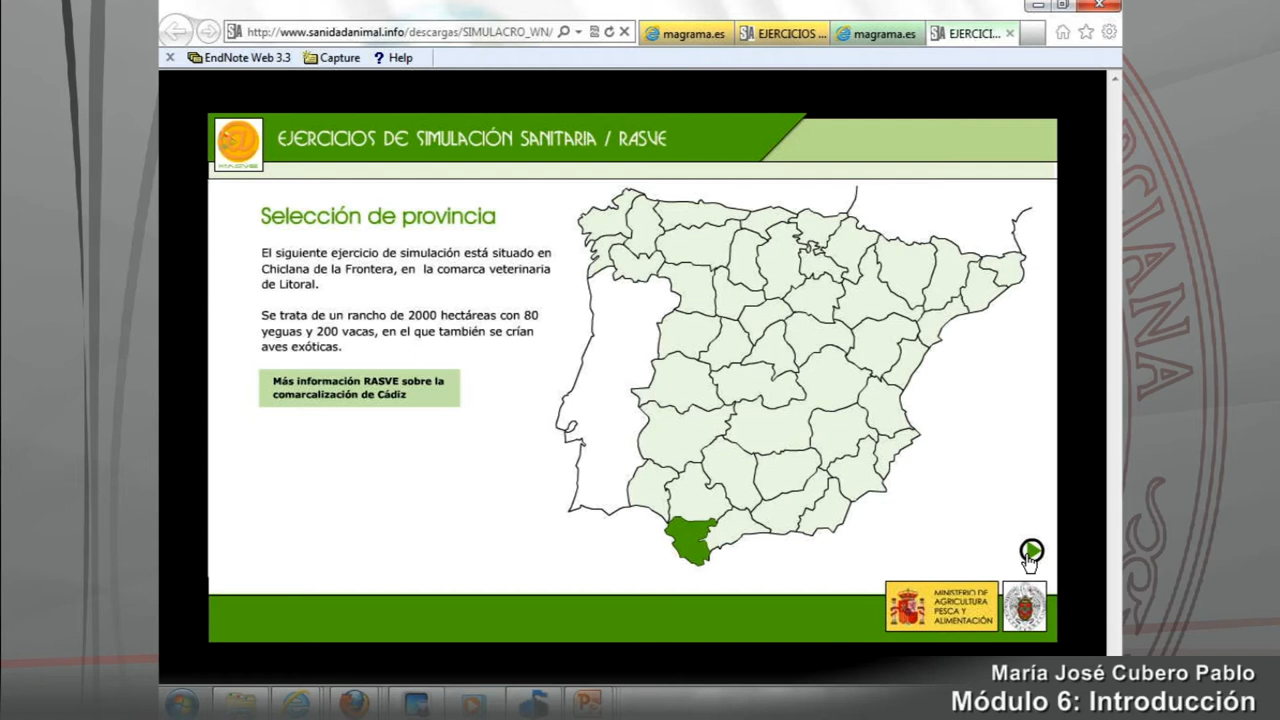 http://www.sanidadanimal.info/descargas/SIMULACRO_WN/
magrama.es
EJERCICIOS ...
magrama.es
EJERCICI...
EndNote Web 3.3
Capture
Help
EJERCICIOS DE SIMULACIÓN SANITARIA / RASVE
RASVE
Selección de provincia
El siguiente ejercicio de simulación está situado en
Chiclana de la Frontera, en la comarca veterinaria
de Litoral.
Se trata de un rancho de 2000 hectáreas con 80
yeguas y 200 vacas, en el que también se crían
aves exóticas.
Más información RASVE sobre la
comarcalización de Cádiz
MINISTERIO DE
AGRICULTURA
PESCA Y
ALIMENTACIÓN
María José Cubero Pablo
Módulo 6: Introducción